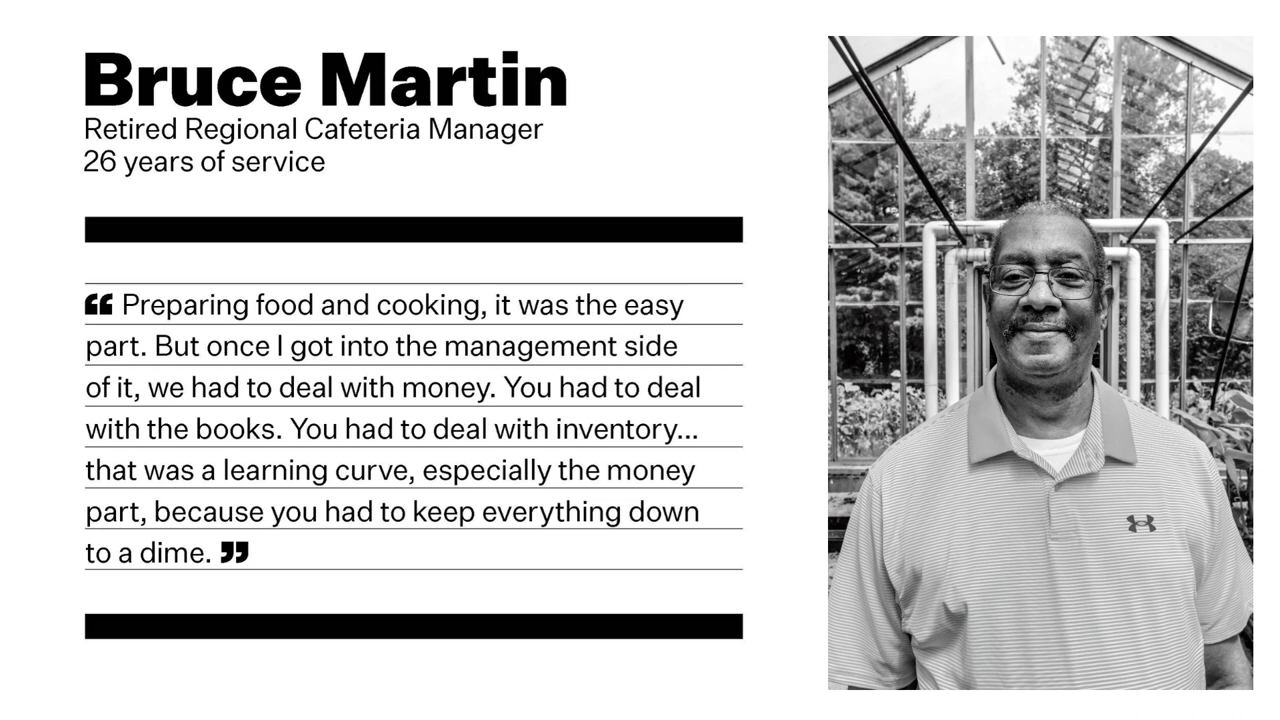 Bruce Martin
Retired Regional Cafeteria Manager
26 years of service
“ Preparing food and cooking, it was the easy
part. But once I got into the management side
of it, we had to deal with money. You had to deal
with the books. You had to deal with inventory...
that was a learning curve, especially the money
part, because you had to keep everything down
to a dime. ”